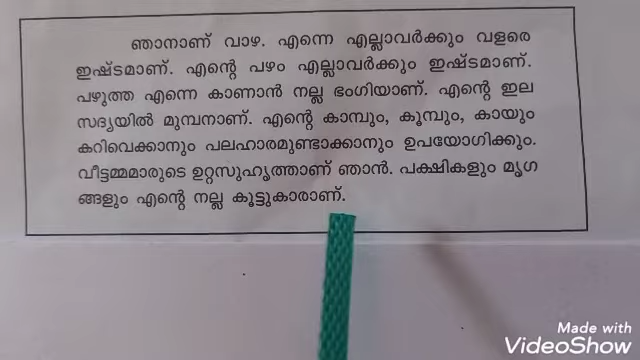 ഞാനാണ് വാഴ. എന്നെ എല്ലാവർക്കും വളരെ
ഇഷ്ടമാണ്. എന്റെ പഴം എല്ലാവർക്കും ഇഷ്ടമാണ്.
പഴുത്ത എന്നെ കാണാൻ നല്ല ഭംഗിയാണ്. എന്റെ ഇല
സദ്യയിൽ മുമ്പനാണ്. എന്റെ കാമ്പും, കൂമ്പും, കായും
കറിവെക്കാനും പലഹാരമുണ്ടാക്കാനും ഉപയോഗിക്കും.
വീട്ടമ്മമാരുടെ ഉറ്റസുഹൃത്താണ് ഞാൻ. പക്ഷികളും മൃഗ
ങ്ങളും എന്റെ നല്ല കൂട്ടുകാരാണ്.
Made with
VideoShow